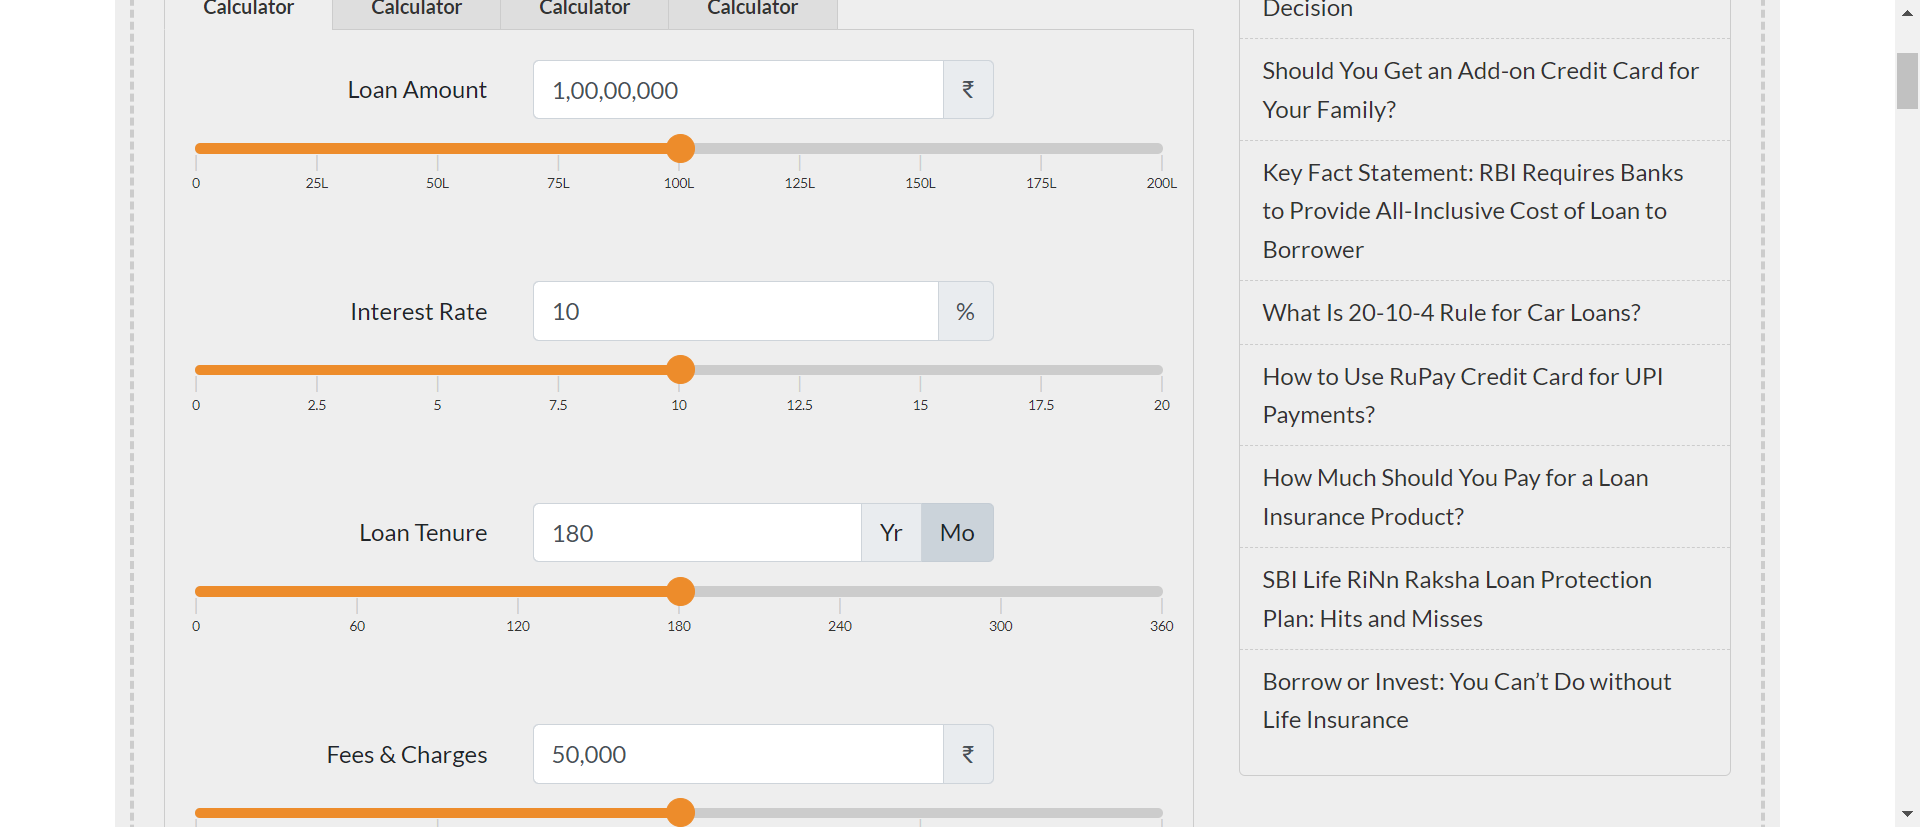 Calculator Calculator Calculator Calculator
Loan Amount 1,00,00,000 ₹
0 25L 50L 75L 100L 125L 150L 175L 200L
Interest Rate 10 %
0 2.5 5 7.5 10 12.5 15 17.5 20
Loan Tenure 180 Yr Mo
0 60 120 180 240 300 360
Fees & Charges 50,000 ₹
Decision
Should You Get an Add-on Credit Card for
Your Family?
Key Fact Statement: RBI Requires Banks
to Provide All-Inclusive Cost of Loan to
Borrower
What Is 20-10-4 Rule for Car Loans?
How to Use RuPay Credit Card for UPI
Payments?
How Much Should You Pay for a Loan
Insurance Product?
SBI Life RiNn Raksha Loan Protection
Plan: Hits and Misses
Borrow or Invest: You Can’t Do without
Life Insurance